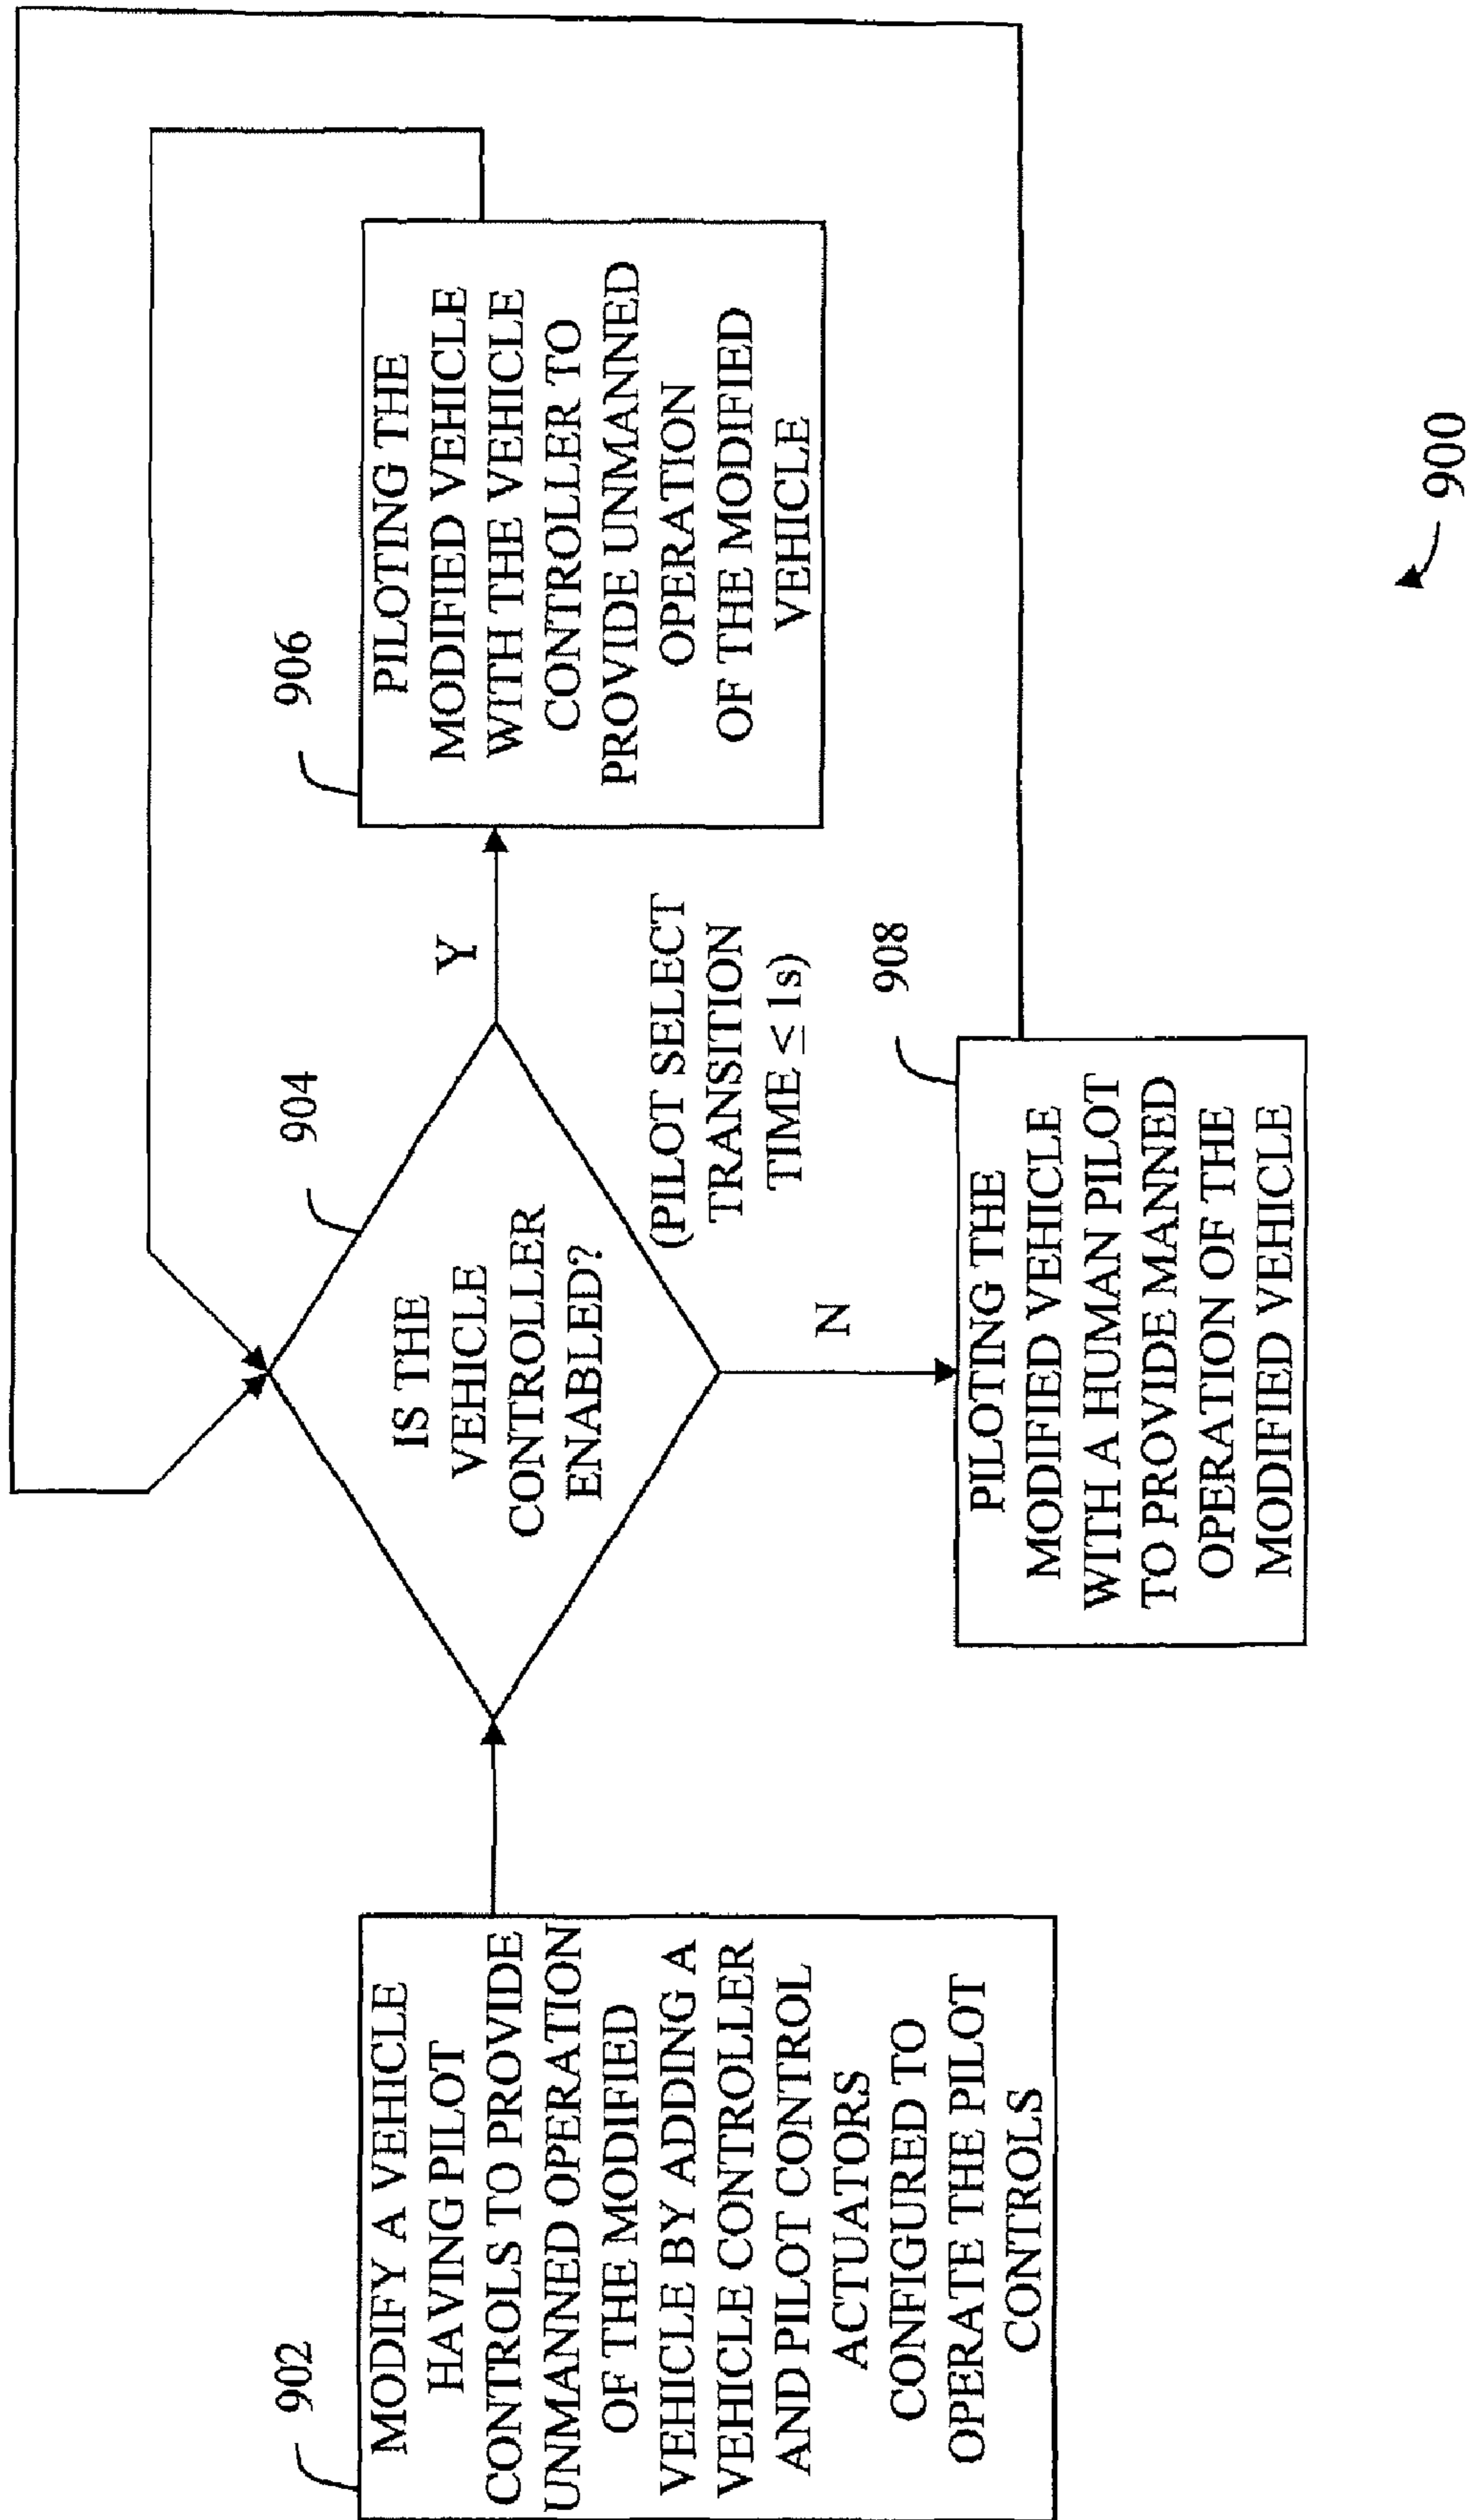 902
MODIFY A VEHICLE
HAVING PILOT
CONTROLS TO PROVIDE
UNMANNED OPERATION
OF THE MODIFIED
VEHICLE BY ADDING A
VEHICLE CONTROLLER
AND PILOT CONTROL
ACTUATORS
CONFIGURED TO
OPERATE THE PILOT
CONTROLS
904
IS THE
VEHICLE
CONTROLLER
ENABLED?
Y
(PILOT SELECT
TRANSITION
TIME ≤ 1s)
N
906
PILOTING THE
MODIFIED VEHICLE
WITH THE VEHICLE
CONTROLLER TO
PROVIDE UNMANNED
OPERATION
OF THE MODIFIED
VEHICLE
908
PILOTING THE
MODIFIED VEHICLE
WITH A HUMAN PILOT
TO PROVIDE MANNED
OPERATION OF THE
MODIFIED VEHICLE
900